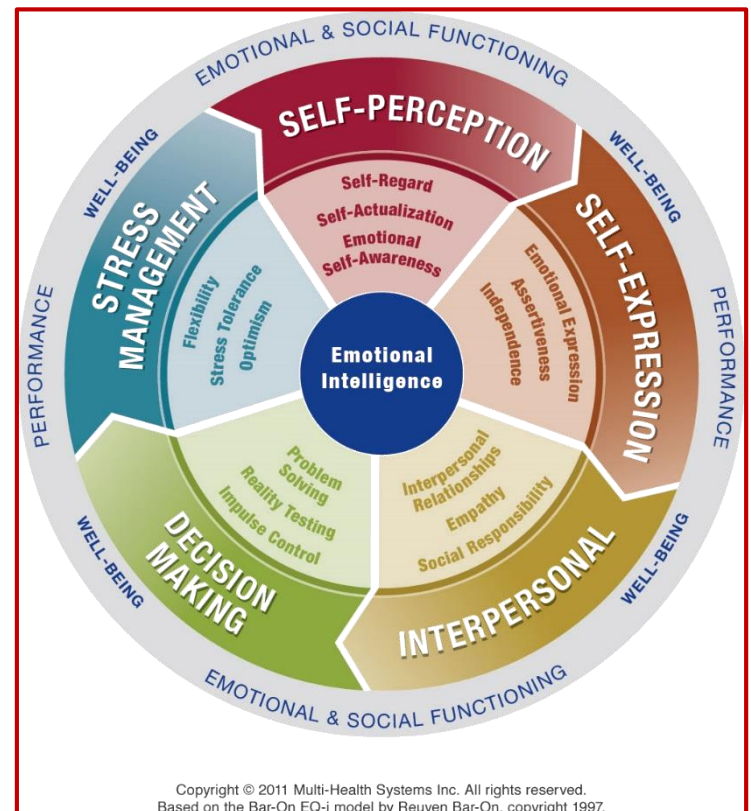 EMOTIONAL & SOCIAL FUNCTIONING
WELL-BEING
WELL-BEING
PERFORMANCE
PERFORMANCE
SELF-PERCEPTION
Self-Regard
Self-Actualization
Emotional
Self-Awareness
SELF-EXPRESSION
Emotional Expression
Assertiveness
Independence
STRESS
MANAGEMENT
Flexibility
Stress Tolerance
Optimism
Emotional
Intelligence
DECISION
MAKING
Problem
Solving
Reality Testing
Impulse Control
INTERPERSONAL
Interpersonal
Relationships
Empathy
Social Responsibility
WELL-BEING
WELL-BEING
EMOTIONAL & SOCIAL FUNCTIONING
Copyright © 2011 Multi-Health Systems Inc. All rights reserved.
Based on the Bar-On EQ-i model by Reuven Bar-On, copyright 1997.